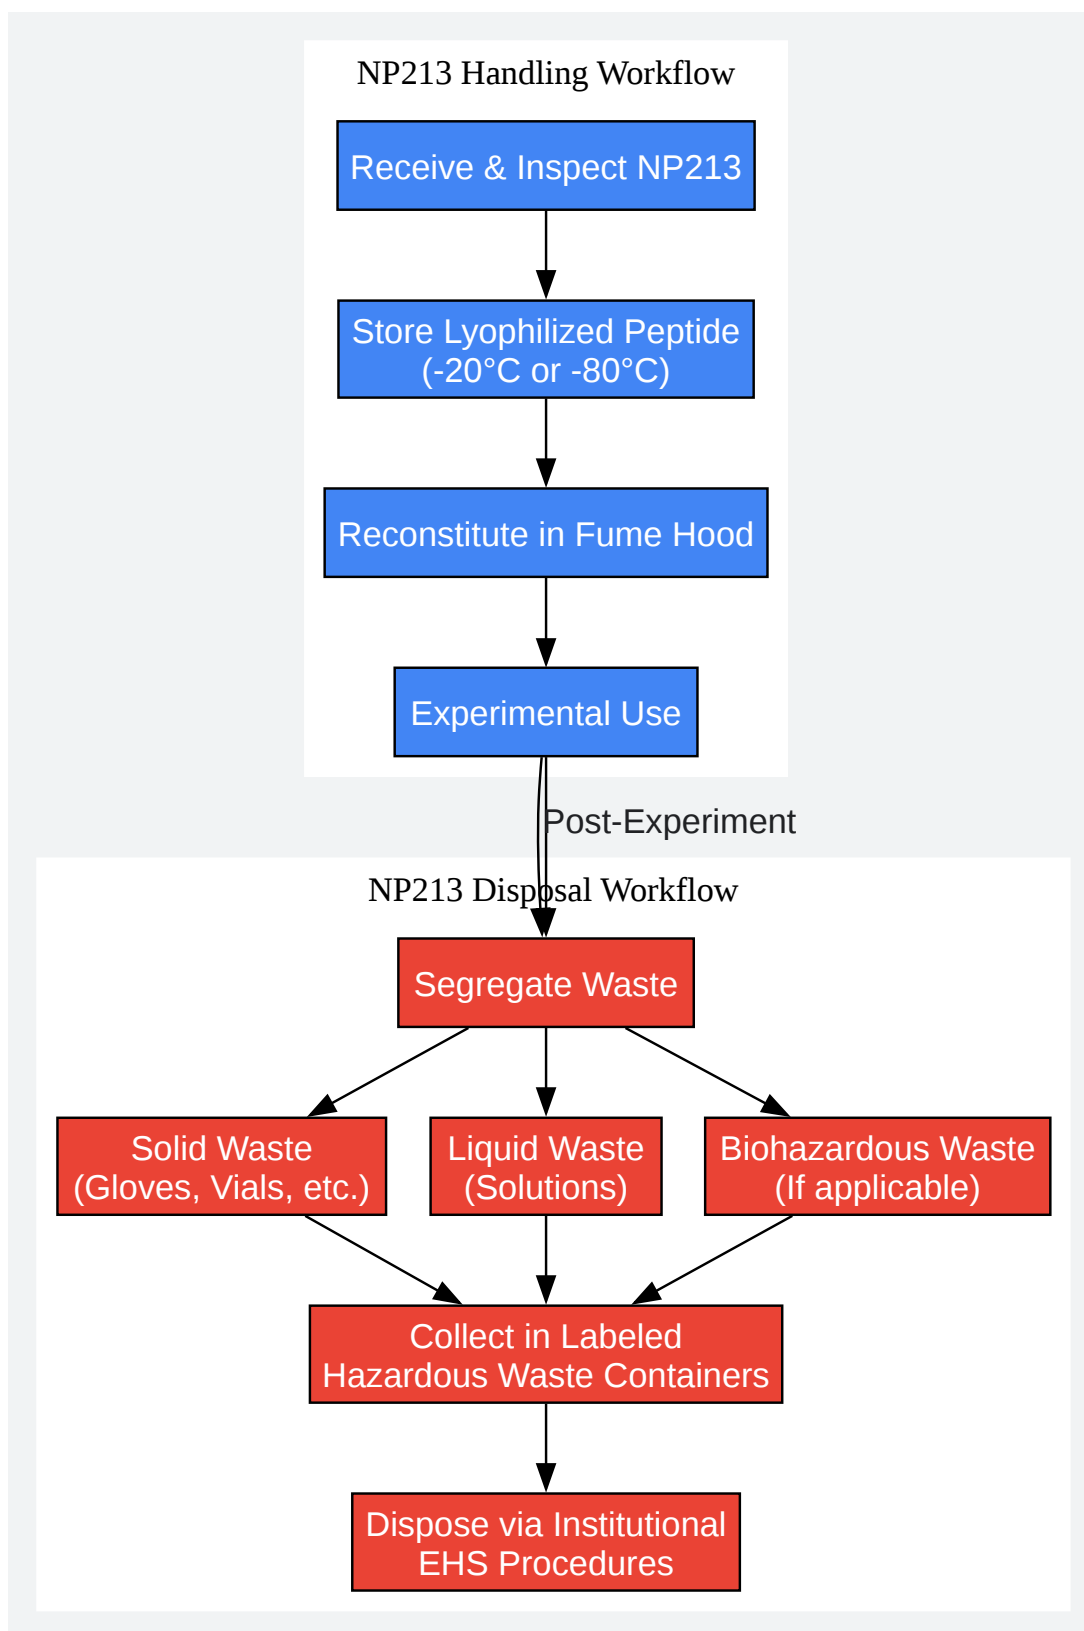 NP213 Handling Workflow
Receive & Inspect NP213
Store Lyophilized Peptide
(-20°C or -80°C)
Reconstitute in Fume Hood
Experimental Use
Post-Experiment
NP213 Disposal Workflow
Segregate Waste
Solid Waste
(Gloves, Vials, etc.)
Liquid Waste
(Solutions)
Biohazardous Waste
(If applicable)
Collect in Labeled
Hazardous Waste Containers
Dispose via Institutional
EHS Procedures